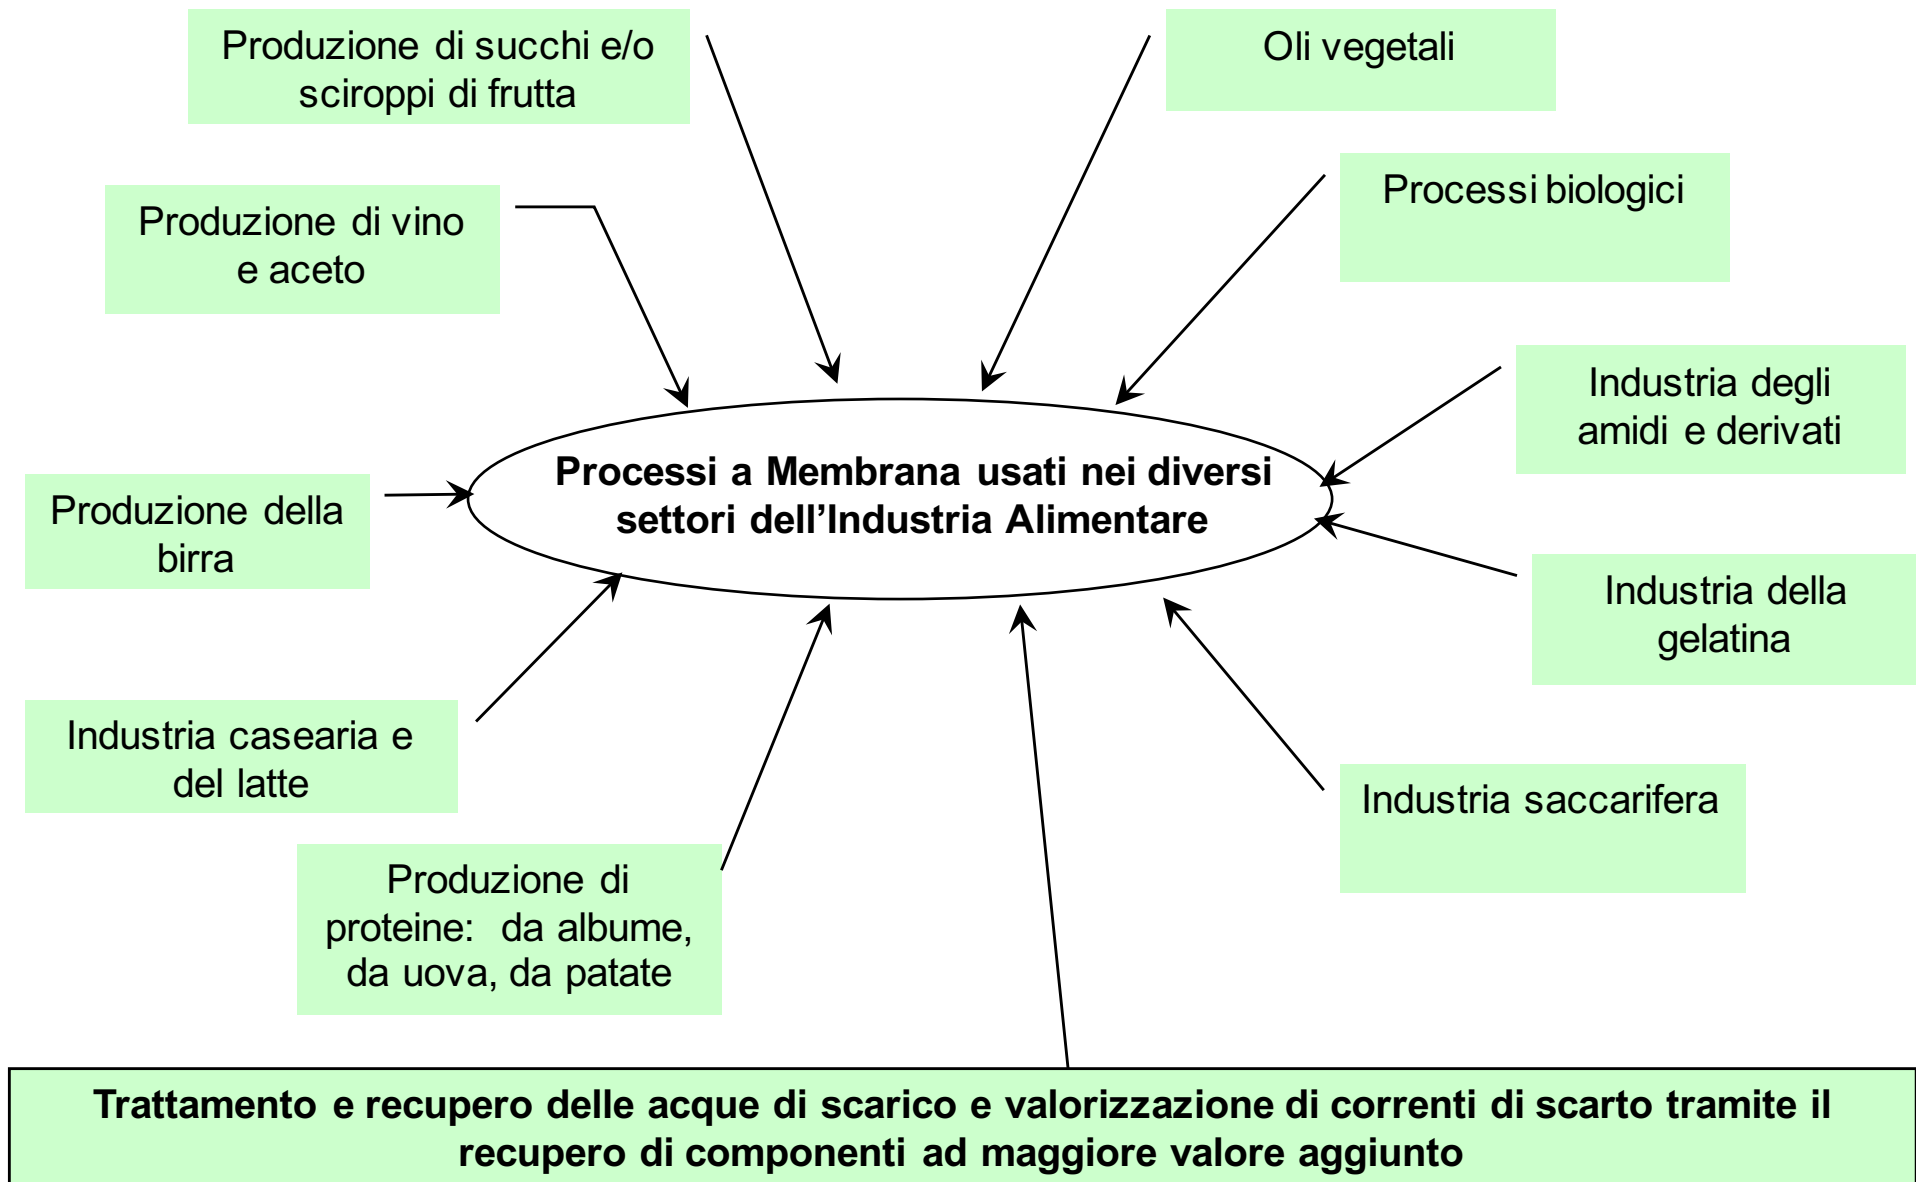 Produzione di succhi e/o
sciroppi di frutta
Oli vegetali
Processi biologici
Produzione di vino
e aceto
Industria degli
amidi e derivati
Processi a Membrana usati nei diversi
settori dell’Industria Alimentare
Produzione della
birra
Industria della
gelatina
Industria casearia e
del latte
Industria saccarifera
Produzione di
proteine: da albume,
da uova, da patate
Trattamento e recupero delle acque di scarico e valorizzazione di correnti di scarto tramite il
recupero di componenti ad maggiore valore aggiunto